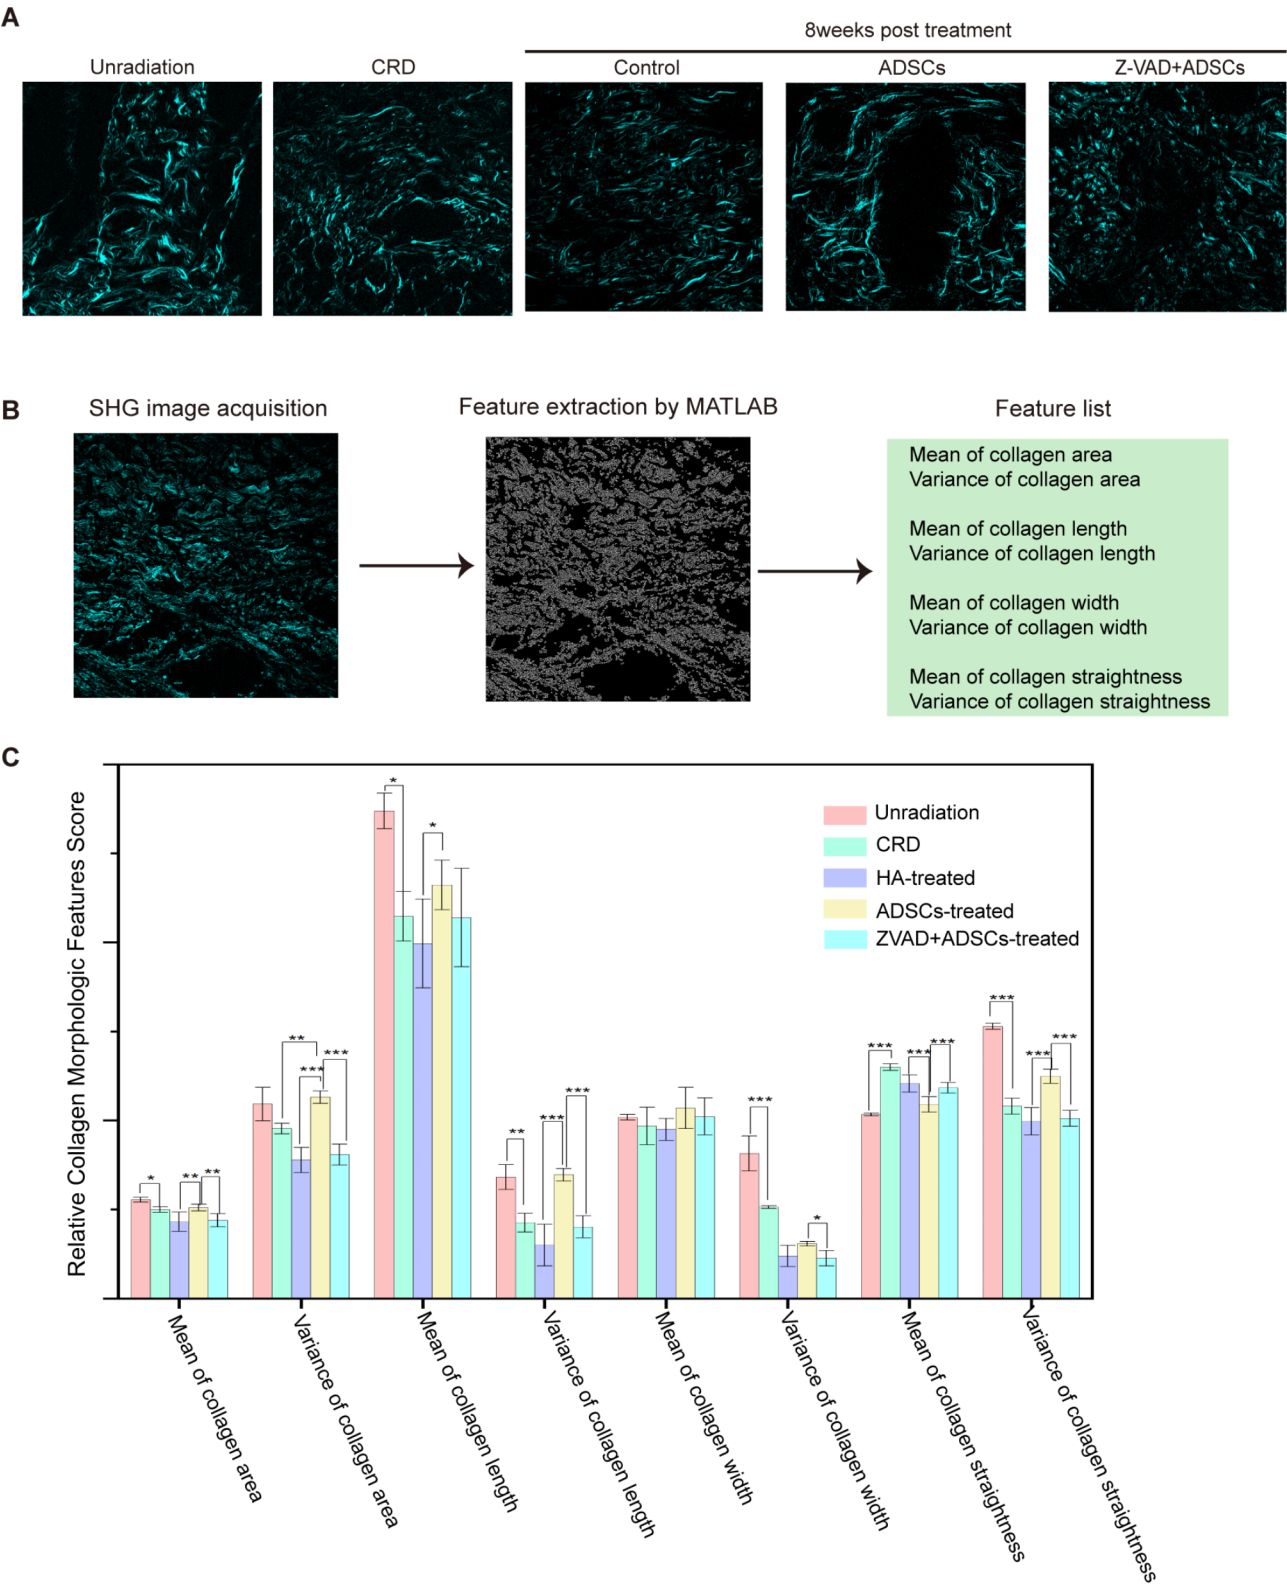 A
8weeks post treatment
Unradiation
CRD
Control
ADSCs
Z-VAD+ADSCs
B
SHG image acquisition
Feature extraction by MATLAB
Feature list
Mean of collagen area
Variance of collagen area
Mean of collagen length
Variance of collagen length
Mean of collagen width
Variance of collagen width
Mean of collagen straightness
Variance of collagen straightness
C
Relative Collagen Morphologic Features Score
Unradiation
CRD
HA-treated
ADSCs-treated
ZVAD+ADSCs-treated
*
** **
** *** ***
* *
** *** ***
*** *
*** *** ***
*** *** ***
Mean of collagen area
Variance of collagen area
Mean of collagen length
Variance of collagen length
Mean of collagen width
Variance of collagen width
Mean of collagen straightness
Variance of collagen straightness